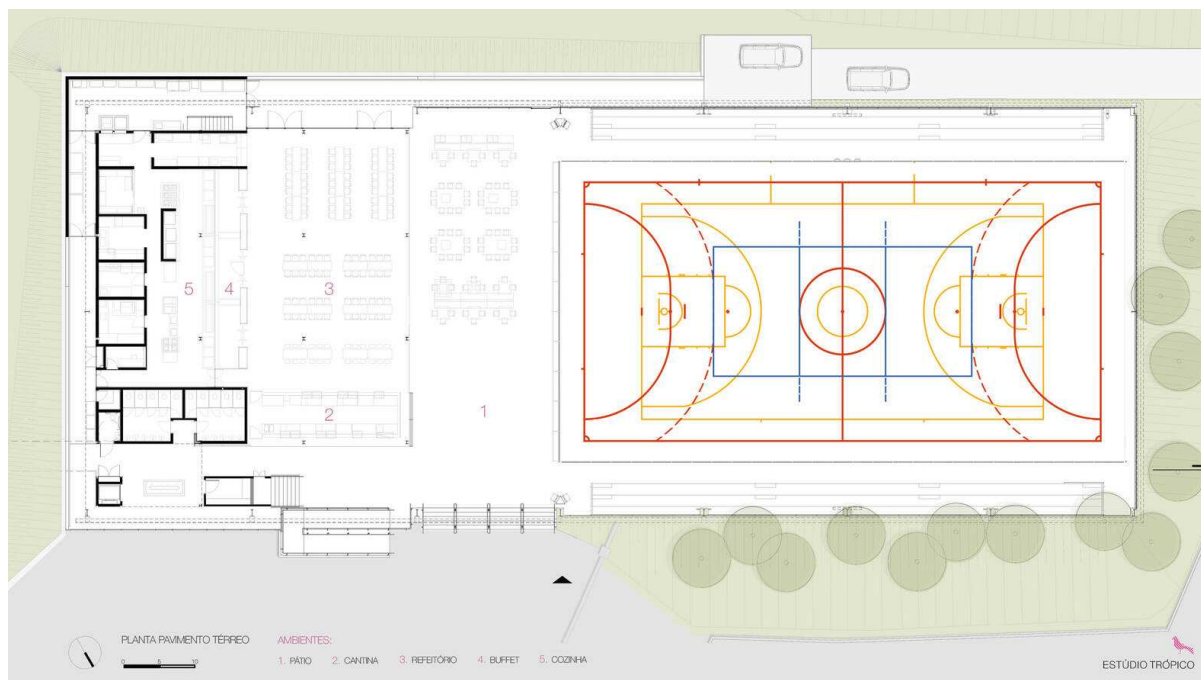 5
4
3
2
1
PLANTA PAVIMENTO TÉRREO
0 5 10
AMBIENTES:
1. PÁTIO 2. CANTINA 3. REFEITÓRIO 4. BUFFET 5. COZINHA
ESTÚDIO TRÓPICO